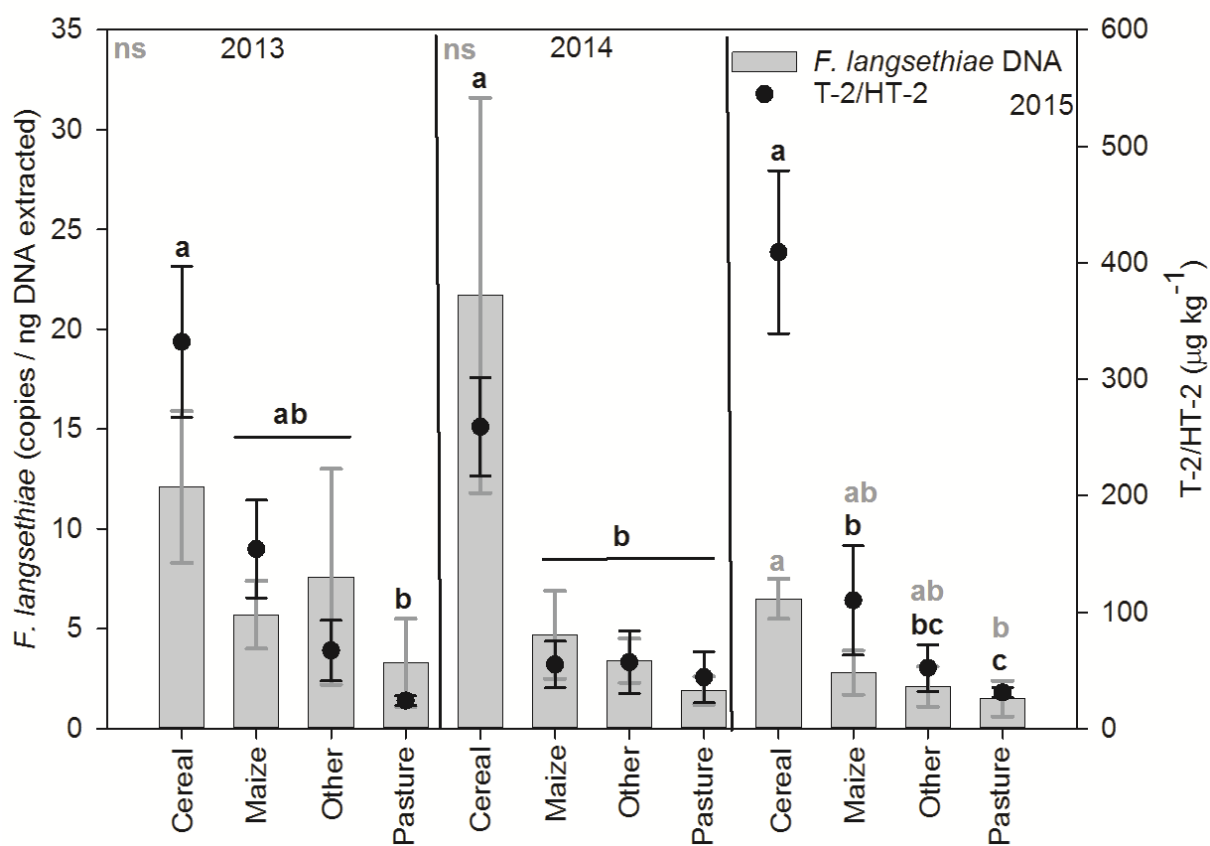 35
30
25
20
15
10
5
0
F. langsethiae (copies / ng DNA extracted)
ns
2013
a
ab
b
ns
2014
a
b
F. langsethiae DNA
T-2/HT-2
2015
a
a
ab
b
ab
bc
b
c
600
500
400
300
200
100
0
T-2/HT-2 (μg kg⁻¹)
Cereal
Maize
Other
Pasture
Cereal
Maize
Other
Pasture
Cereal
Maize
Other
Pasture